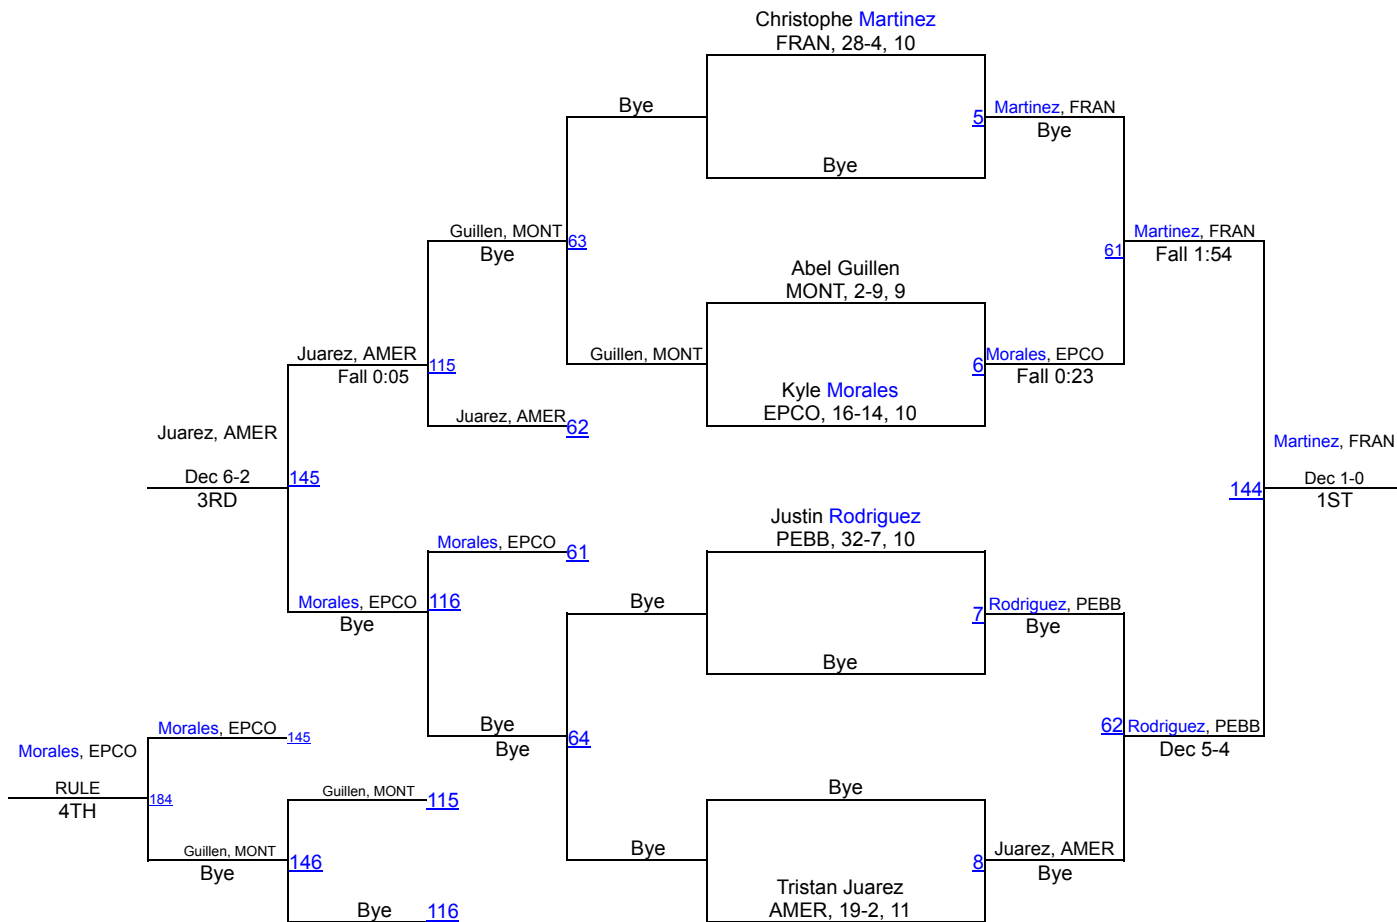 Christophe Martinez
FRAN, 28-4, 10
Bye
5
Martinez, FRAN
Bye
Bye
Guillen, MONT
63
Bye
Martinez, FRAN
61
Fall 1:54
Abel Guillen
MONT, 2-9, 9
Juarez, AMER
115
Fall 0:05
Guillen, MONT
6
Morales, EPCO
Fall 0:23
Kyle Morales
EPCO, 16-14, 10
Juarez, AMER
62
Juarez, AMER
Dec 6-2
145
3RD
Martinez, FRAN
144
Dec 1-0
1ST
Justin Rodriguez
PEBB, 32-7, 10
Morales, EPCO
61
Morales, EPCO
116
Bye
Bye
7
Rodriguez, PEBB
Bye
Bye
Bye
64
Bye
62
Rodriguez, PEBB
Dec 5-4
Morales, EPCO
145
Morales, EPCO
RULE
184
4TH
Guillen, MONT
115
Bye
Guillen, MONT
146
Bye
Bye
8
Juarez, AMER
Bye
Tristan Juarez
AMER, 19-2, 11
Bye
116